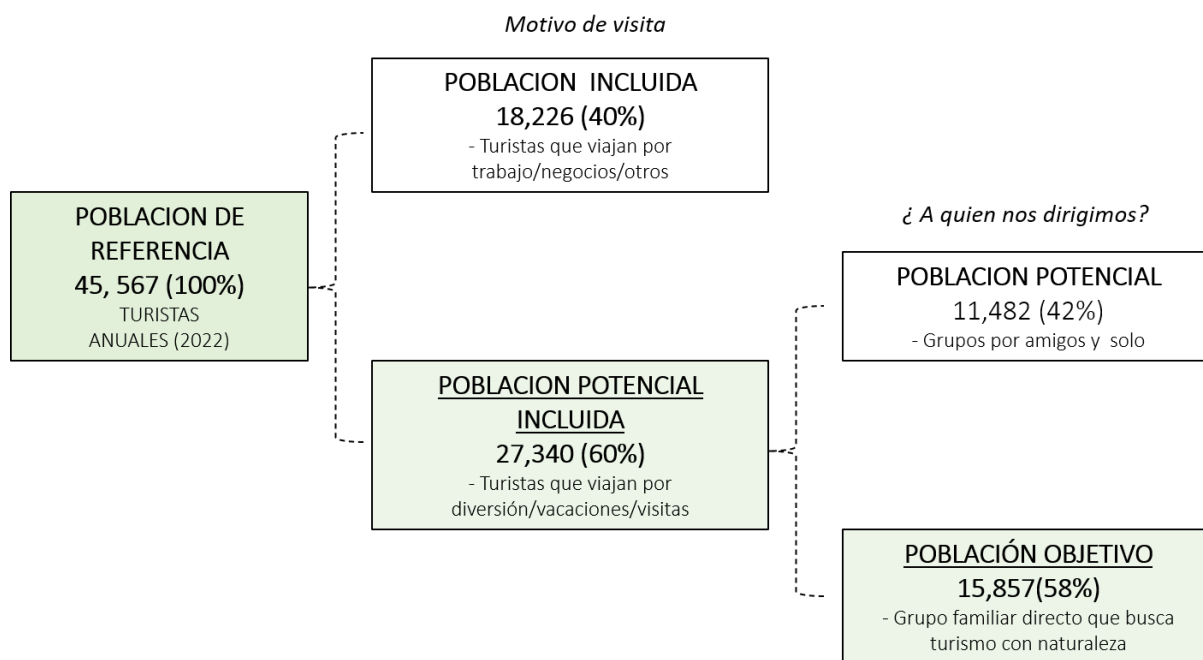 Motivo de visita
POBLACION INCLUIDA
18,226 (40%)
- Turistas que viajan por
trabajo/negocios/otros
POBLACION DE
REFERENCIA
45, 567 (100%)
TURISTAS
ANUALES (2022)
POBLACION POTENCIAL
INCLUIDA
27,340 (60%)
- Turistas que viajan por
diversión/vacaciones/visitas
¿ A quien nos dirigimos?
POBLACION POTENCIAL
11,482 (42%)
- Grupos por amigos y solo
POBLACIÓN OBJETIVO
15,857(58%)
- Grupo familiar directo que busca
turismo con naturaleza